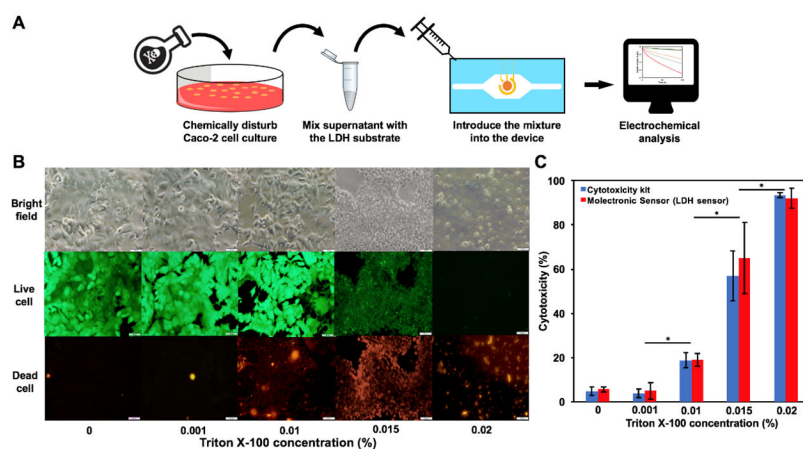 A
Chemically disturb
Caco-2 cell culture
Mix supernatant with
the LDH substrate
Introduce the mixture
into the device
Electrochemical
analysis
B
Bright
field
Live
cell
Dead
cell
0
0.001
0.01
0.015
0.02
Triton X-100 concentration (%)
C
Cytotoxicity kit
Molectronic Sensor (LDH sensor)
Cytotoxicity (%)
100
80
60
40
20
0
*
*
*
0
0.001
0.01
0.015
0.02
Triton X-100 concentration (%)